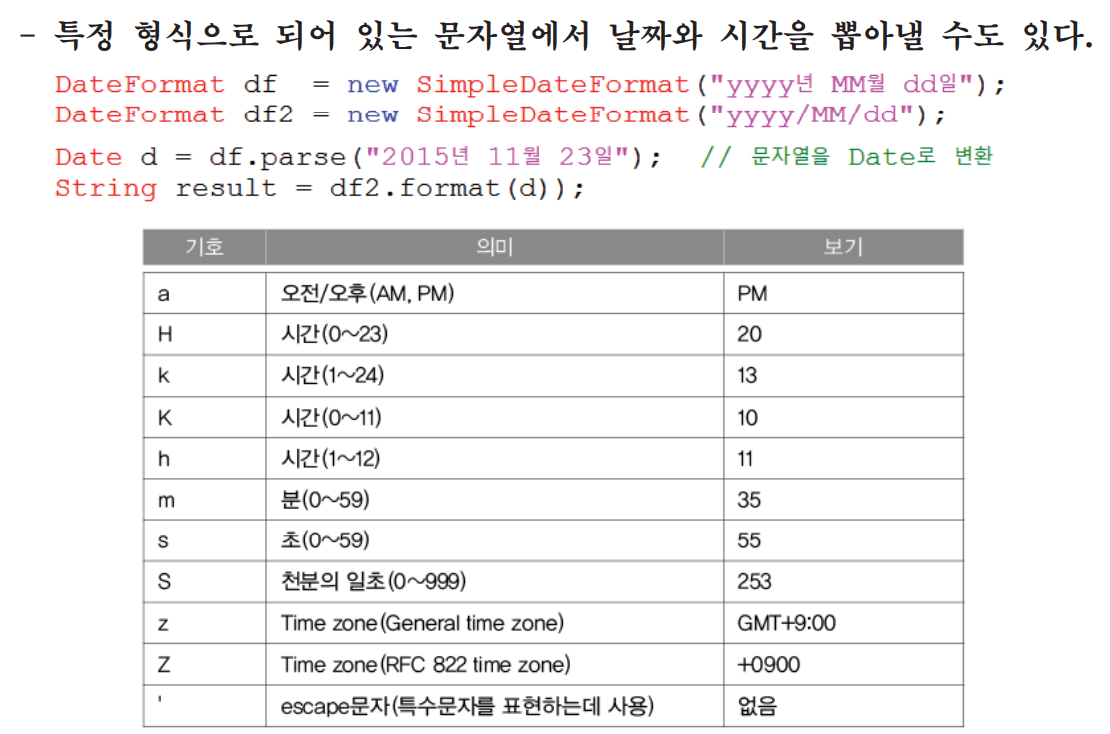 - 특정 형식으로 되어 있는 문자열에서 날짜와 시간을 뽑아낼 수도 있다.
DateFormat df  = new SimpleDateFormat("yyyy년 MM월 dd일");
DateFormat df2 = new SimpleDateFormat("yyyy/MM/dd");
Date d = df.parse("2015년 11월 23일");  // 문자열을 Date로 변환
String result = df2.format(d));
기호 의미 보기
a 오전/오후(AM, PM) PM
H 시간(0~23) 20
k 시간(1~24) 13
K 시간(0~11) 10
h 시간(1~12) 11
m 분(0~59) 35
s 초(0~59) 55
S 천분의 일초(0~999) 253
z Time zone(General time zone) GMT+9:00
Z Time zone(RFC 822 time zone) +0900
' escape문자(특수문자를 표현하는데 사용) 없음